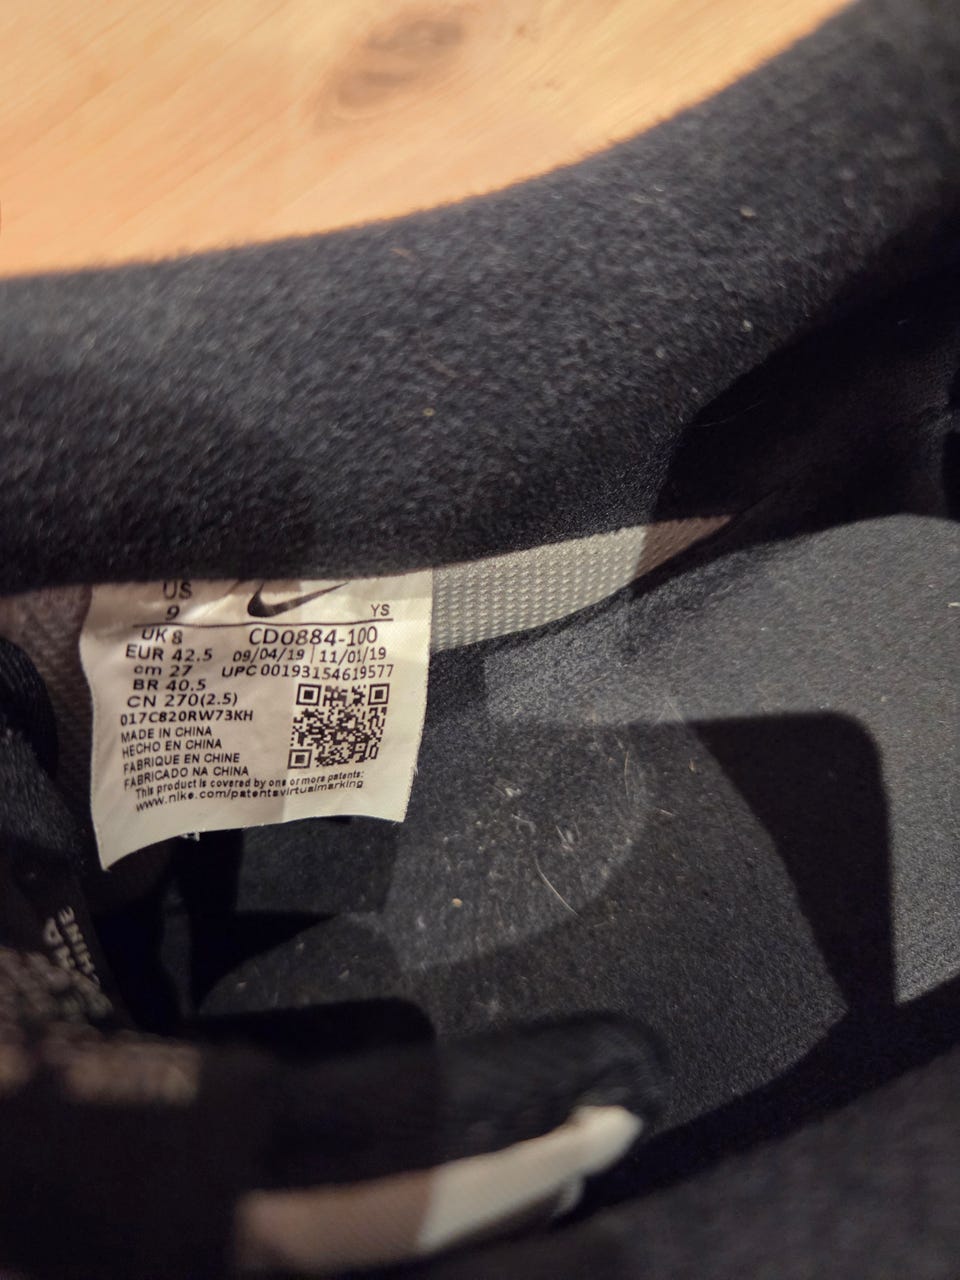 US
9
YS
UK 8
CD0884-100
EUR 42.5
09/04/19 | 11/01/19
cm 27
UPC 00193154619577
BR 40.5
CN 270(2.5)
017C820RW73KH
MADE IN CHINA
HECHO EN CHINA
FABRIQUE EN CHINE
FABRICADO NA CHINA
This product is covered by one or more patents:
www.nike.com/patentsvirtualmarking